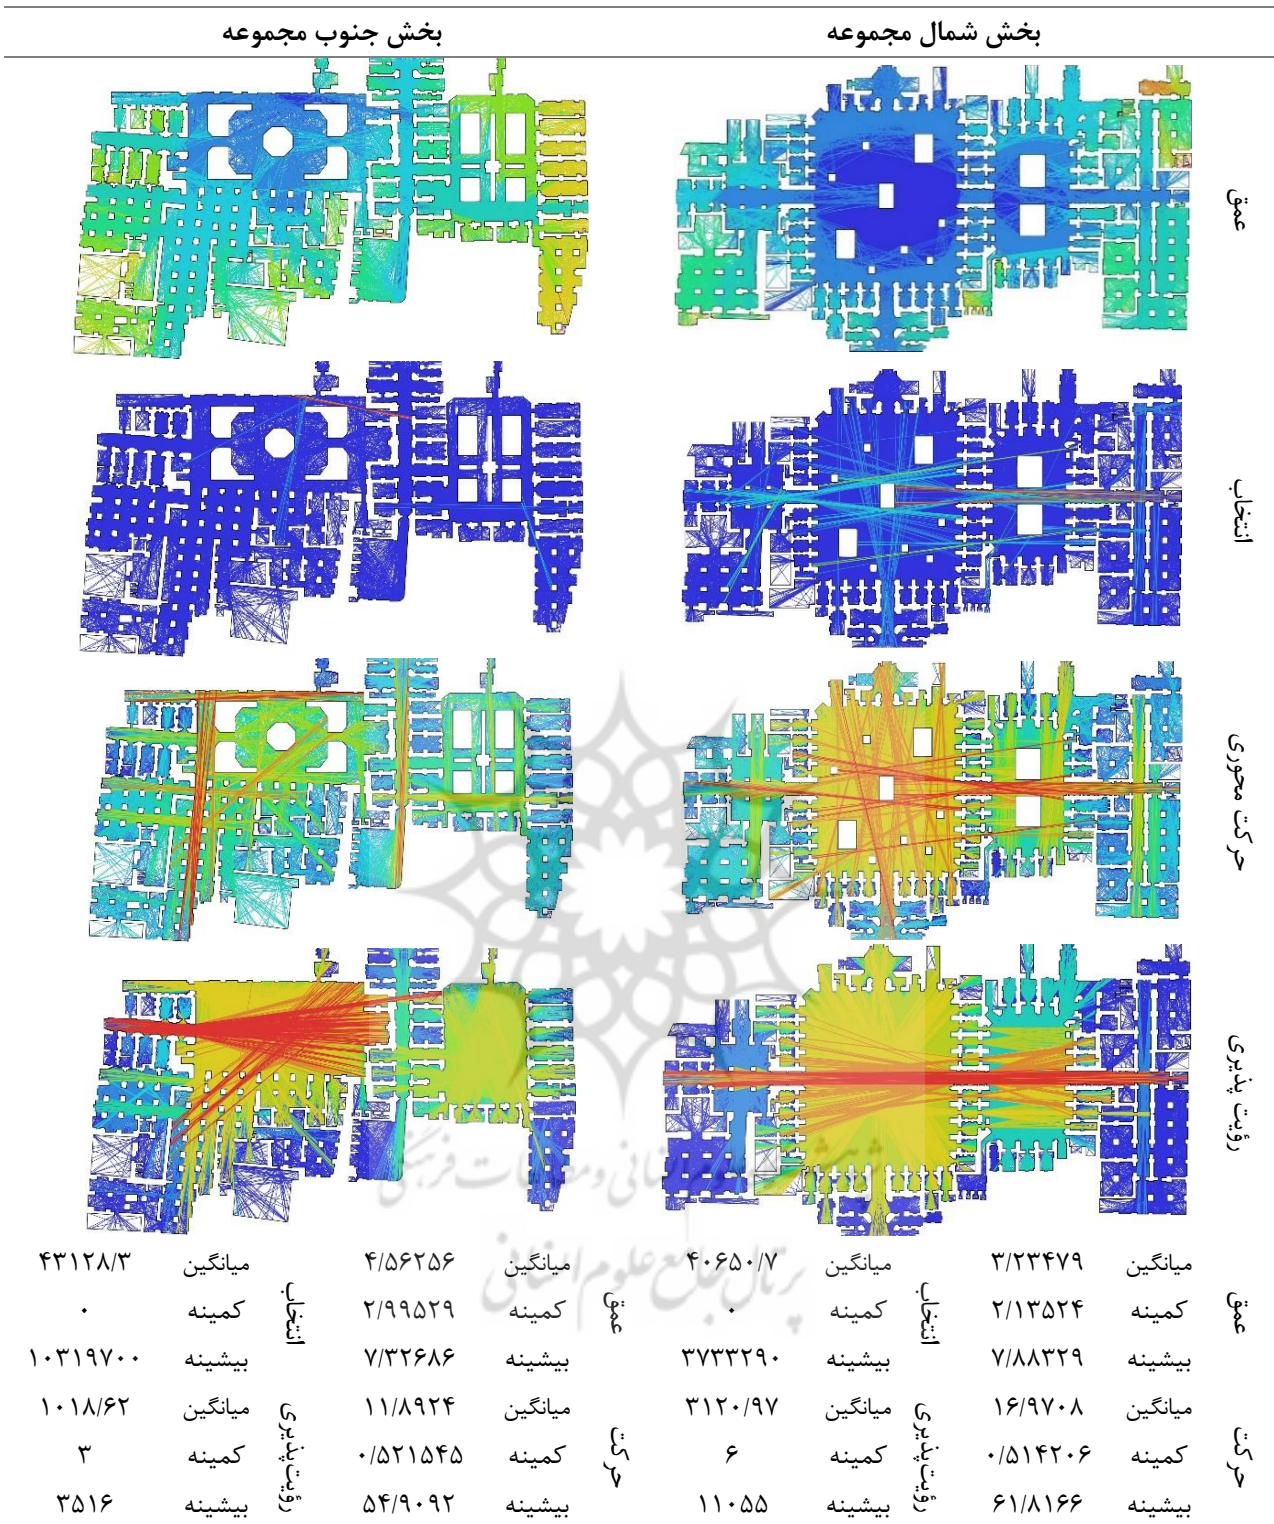 بخش شمال مجموعه	بخش جنوب مجموعه
عمق
انتخاب
حرکت محوری
رؤیت پذیری
پرتال جامع علوم انسانی
عمق	میانگین	۳/۲۳۴۷۹	انتخاب	میانگین	۴۰۶۵۰/۷	عمق	میانگین	۴/۵۶۲۵۶	انتخاب	میانگین	۴۳۱۲۸/۳
کمینه	۲/۱۳۵۲۴	کمینه	۰	کمینه	۲/۹۹۵۲۹	کمینه	۰
بیشینه	۷/۸۸۳۲۹	بیشینه	۳۷۳۳۲۹۰	بیشینه	۷/۳۲۶۸۶	بیشینه	۱۰۳۱۹۷۰۰
حرکت	میانگین	۱۶/۹۷۰۸	رؤیت‌پذیری	میانگین	۳۱۲۰/۹۷	حرکت	میانگین	۱۱/۸۹۲۴	رؤیت‌پذیری	میانگین	۱۰۱۸/۶۲
کمینه	۰/۵۱۴۲۰۶	کمینه	۶	کمینه	۰/۵۲۱۵۴۵	کمینه	۳
بیشینه	۶۱/۸۱۶۶	بیشینه	۱۱۰۵۵	بیشینه	۵۴/۹۰۹۲	بیشینه	۳۵۱۶